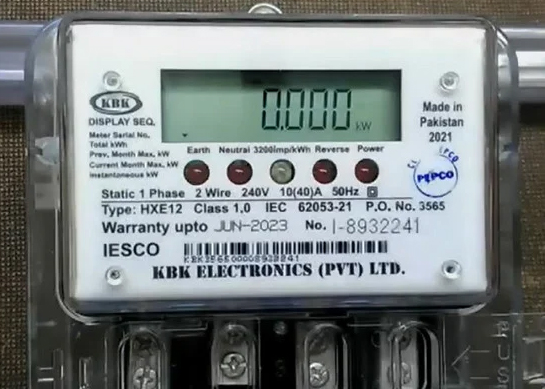 KBK
DISPLAY SEQ.
Meter Serial No,
Total kWh
Prev. Month Max, kW
Current Month Max, kW
Instantaneous kW
0.000 kW
Made in
Pakistan
2021
Earth Neutral 3200Imp/kWh Reverse Power
PEPCO
Static 1 Phase 2 Wire 240V 10(40)A 50Hz
Type: HXE12 Class 1.0 IEC 62053-21 P.O. No. 3565
Warranty upto JUN-2023 No. I-8932241
IESCO
KBK ELECTRONICS (PVT) LTD.